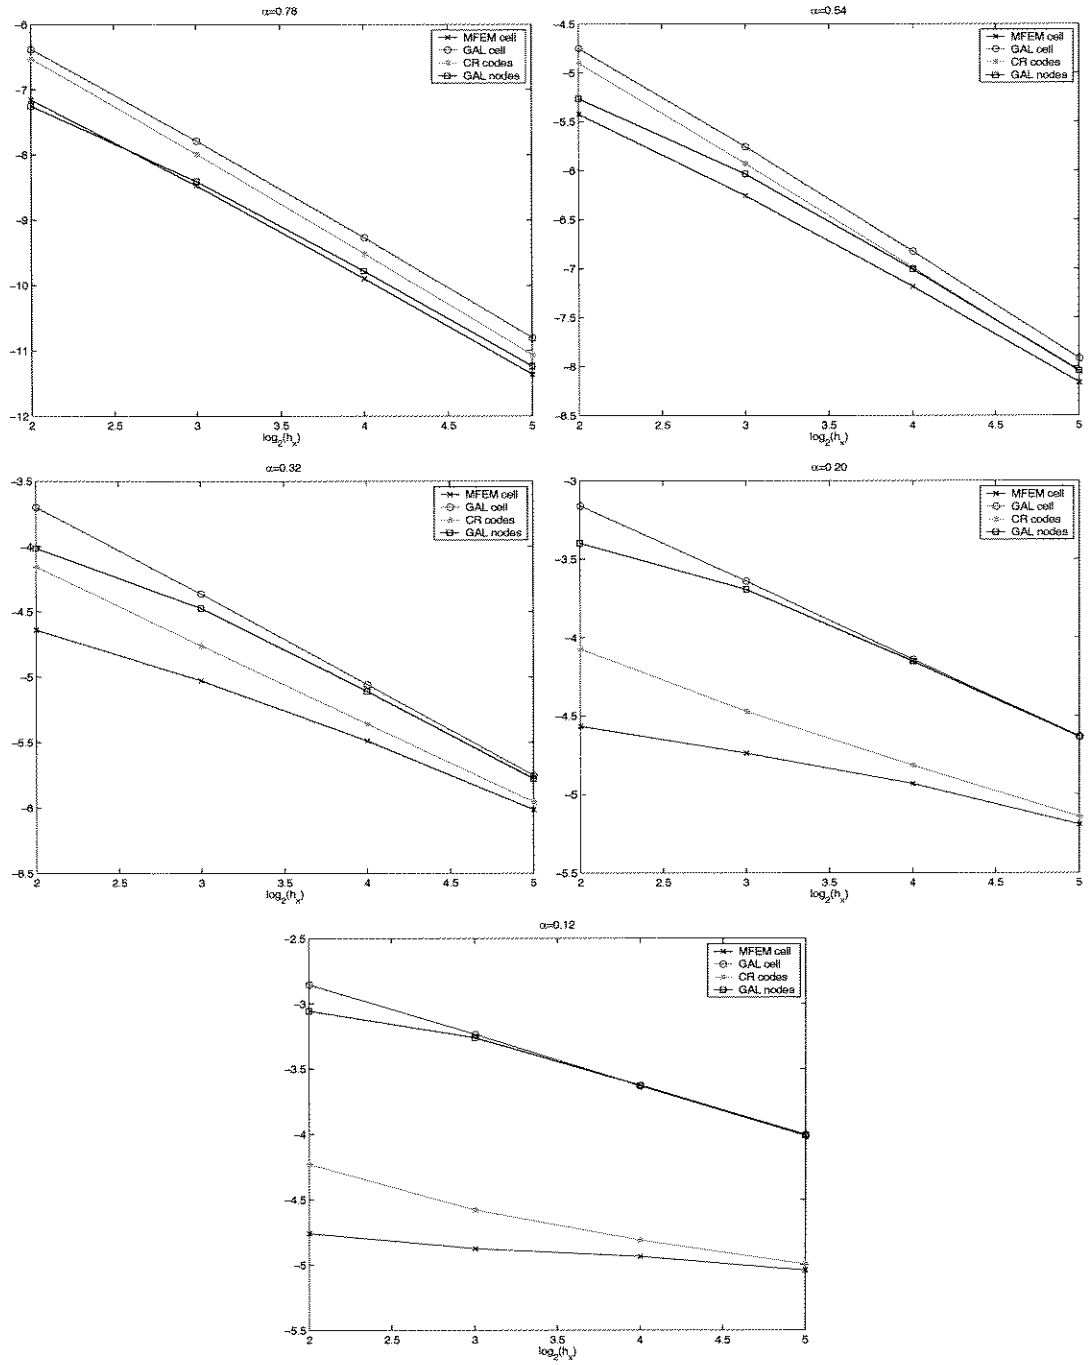 α=0.78
MFEM cell
GAL cell
CR codes
GAL nodes
-6
-7
-8
-9
-10
-11
-12
2
2.5
3
3.5
4
4.5
5
log2(hx)
α=0.54
MFEM cell
GAL cell
CR codes
GAL nodes
-4.5
-5
-5.5
-6
-6.5
-7
-7.5
-8
-8.5
2
2.5
3
3.5
4
4.5
5
log2(hx)
α=0.32
MFEM cell
GAL cell
CR codes
GAL nodes
-3.5
-4
-4.5
-5
-5.5
-6
-6.5
2
2.5
3
3.5
4
4.5
5
log2(hx)
α=0.20
MFEM cell
GAL cell
CR codes
GAL nodes
-3
-3.5
-4
-4.5
-5
-5.5
2
2.5
3
3.5
4
4.5
5
log2(hx)
α=0.12
MFEM cell
GAL cell
CR codes
GAL nodes
-2.5
-3
-3.5
-4
-4.5
-5
-5.5
2
2.5
3
3.5
4
4.5
5
log2(hx)